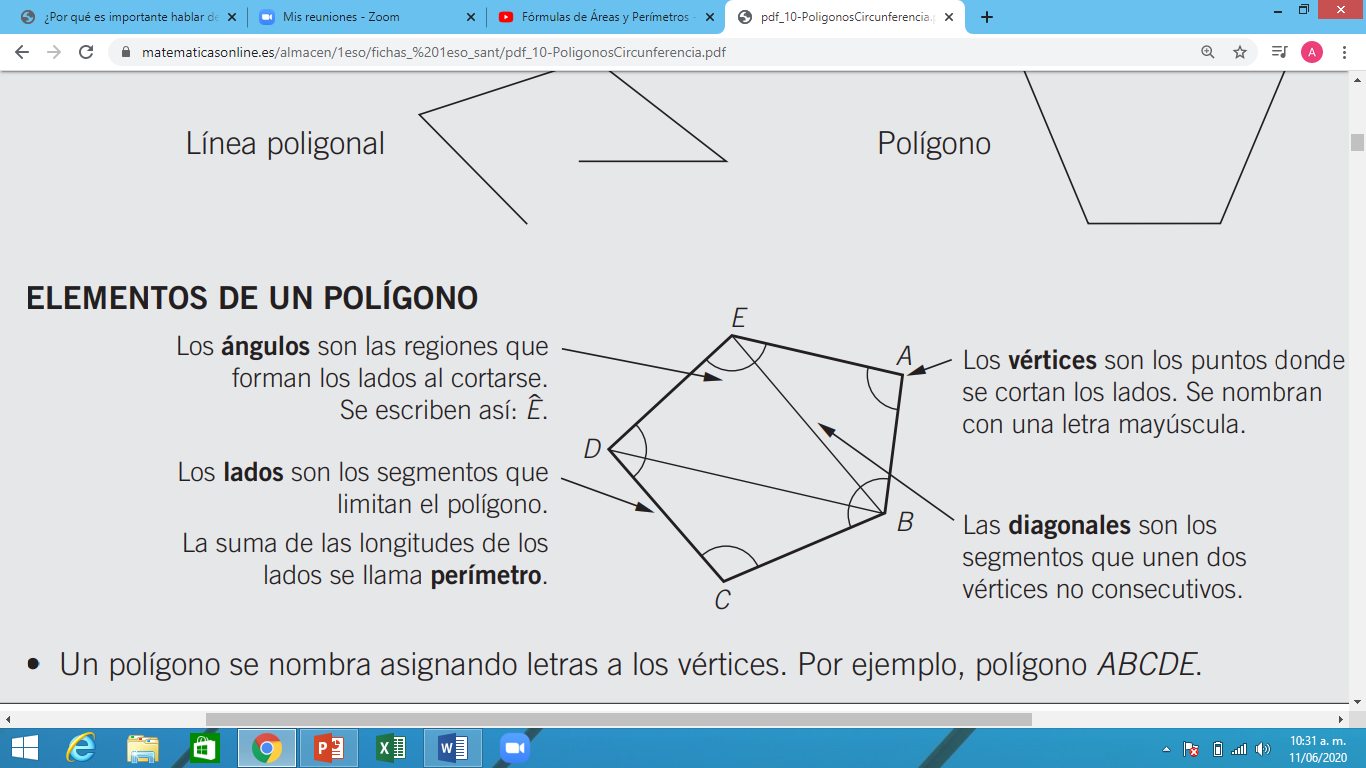 ¿Por qué es importante hablar de
Mis reuniones - Zoom
Fórmulas de Áreas y Perímetros -
pdf_10-PoligonosCircunferencia.p
matematicasonline.es/almacen/1eso/fichas_%201eso_sant/pdf_10-PoligonosCircunferencia.pdf
A
Línea poligonal
Polígono
ELEMENTOS DE UN POLÍGONO
Los ángulos son las regiones que
forman los lados al cortarse.
Se escriben así: Ê.
Los lados son los segmentos que
limitan el polígono.
La suma de las longitudes de los
lados se llama perímetro.
E
A
D
B
C
Los vértices son los puntos donde
se cortan los lados. Se nombran
con una letra mayúscula.
Las diagonales son los
segmentos que unen dos
vértices no consecutivos.
• Un polígono se nombra asignando letras a los vértices. Por ejemplo, polígono ABCDE.
10:31 a. m.
11/06/2020